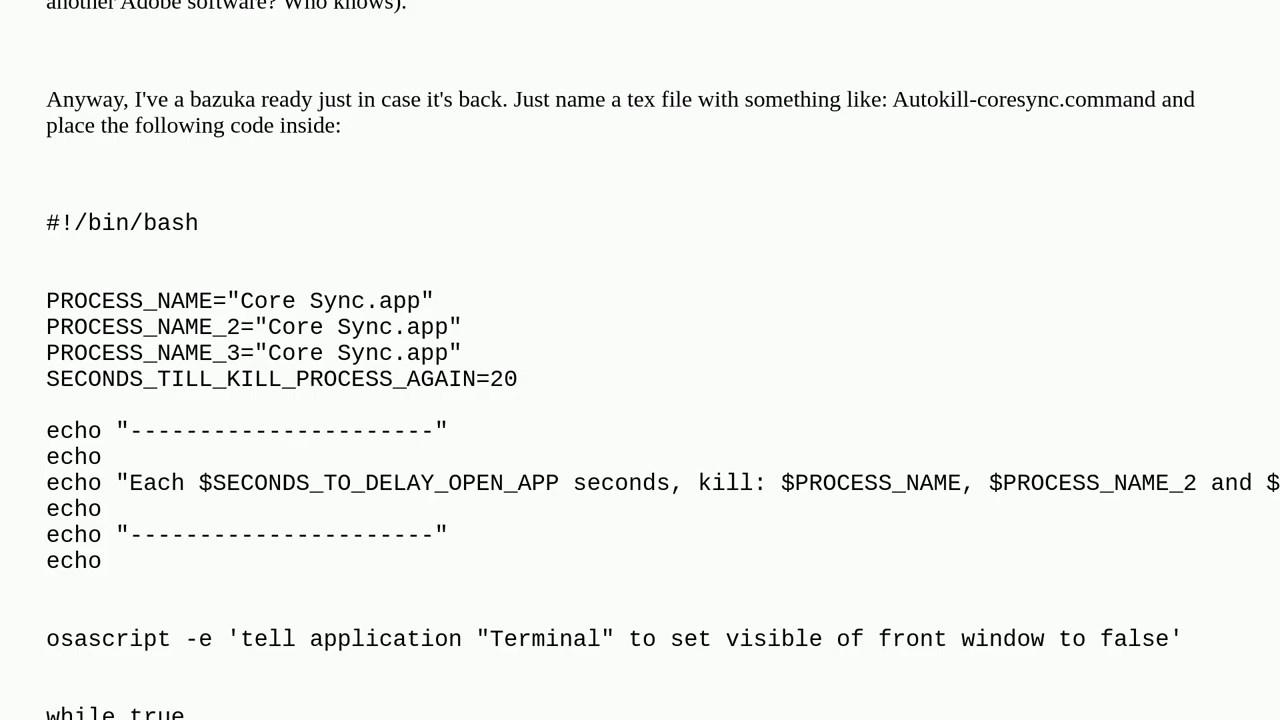 another Adobe software? Who knows).
Anyway, I've a bazuka ready just in case it's back. Just name a tex file with something like: Autokill-coresync.command and
place the following code inside:
#!/bin/bash
PROCESS_NAME="Core Sync.app"
PROCESS_NAME_2="Core Sync.app"
PROCESS_NAME_3="Core Sync.app"
SECONDS_TILL_KILL_PROCESS_AGAIN=20
echo "----------------------"
echo
echo "Each $SECONDS_TO_DELAY_OPEN_APP seconds, kill: $PROCESS_NAME, $PROCESS_NAME_2 and $
echo
echo "----------------------"
echo
osascript -e 'tell application "Terminal" to set visible of front window to false'
while true